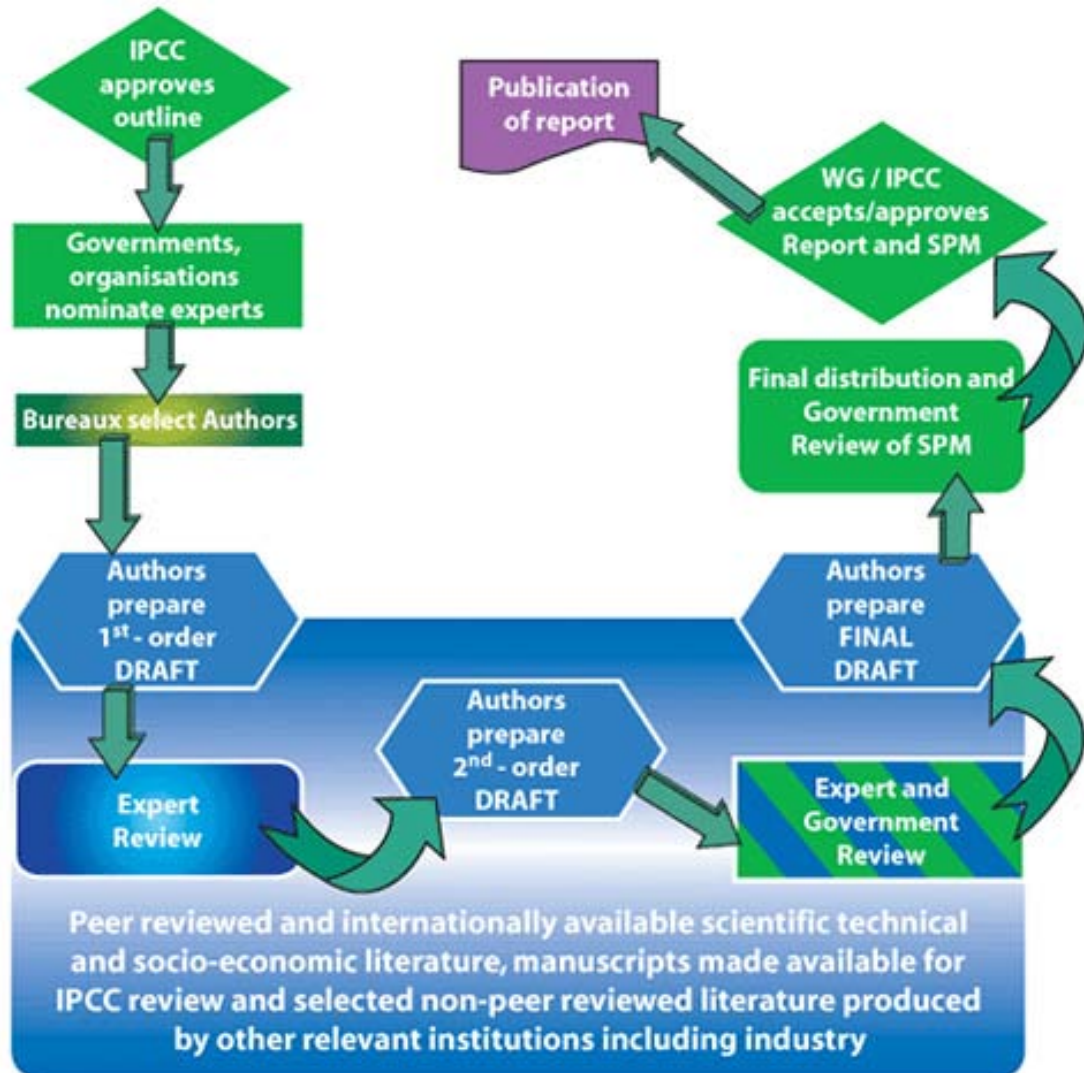 IPCC
approves
outline
Governments,
organisations
nominate experts
Bureaux select Authors
Authors
prepare
1st - order
DRAFT
Expert
Review
Authors
prepare
2nd - order
DRAFT
Expert and
Government
Review
Authors
prepare
FINAL
DRAFT
Final distribution and
Government
Review of SPM
WG / IPCC
accepts/approves
Report and SPM
Publication
of report
Peer reviewed and internationally available scientific technical
and socio-economic literature, manuscripts made available for
IPCC review and selected non-peer reviewed literature produced
by other relevant institutions including industry